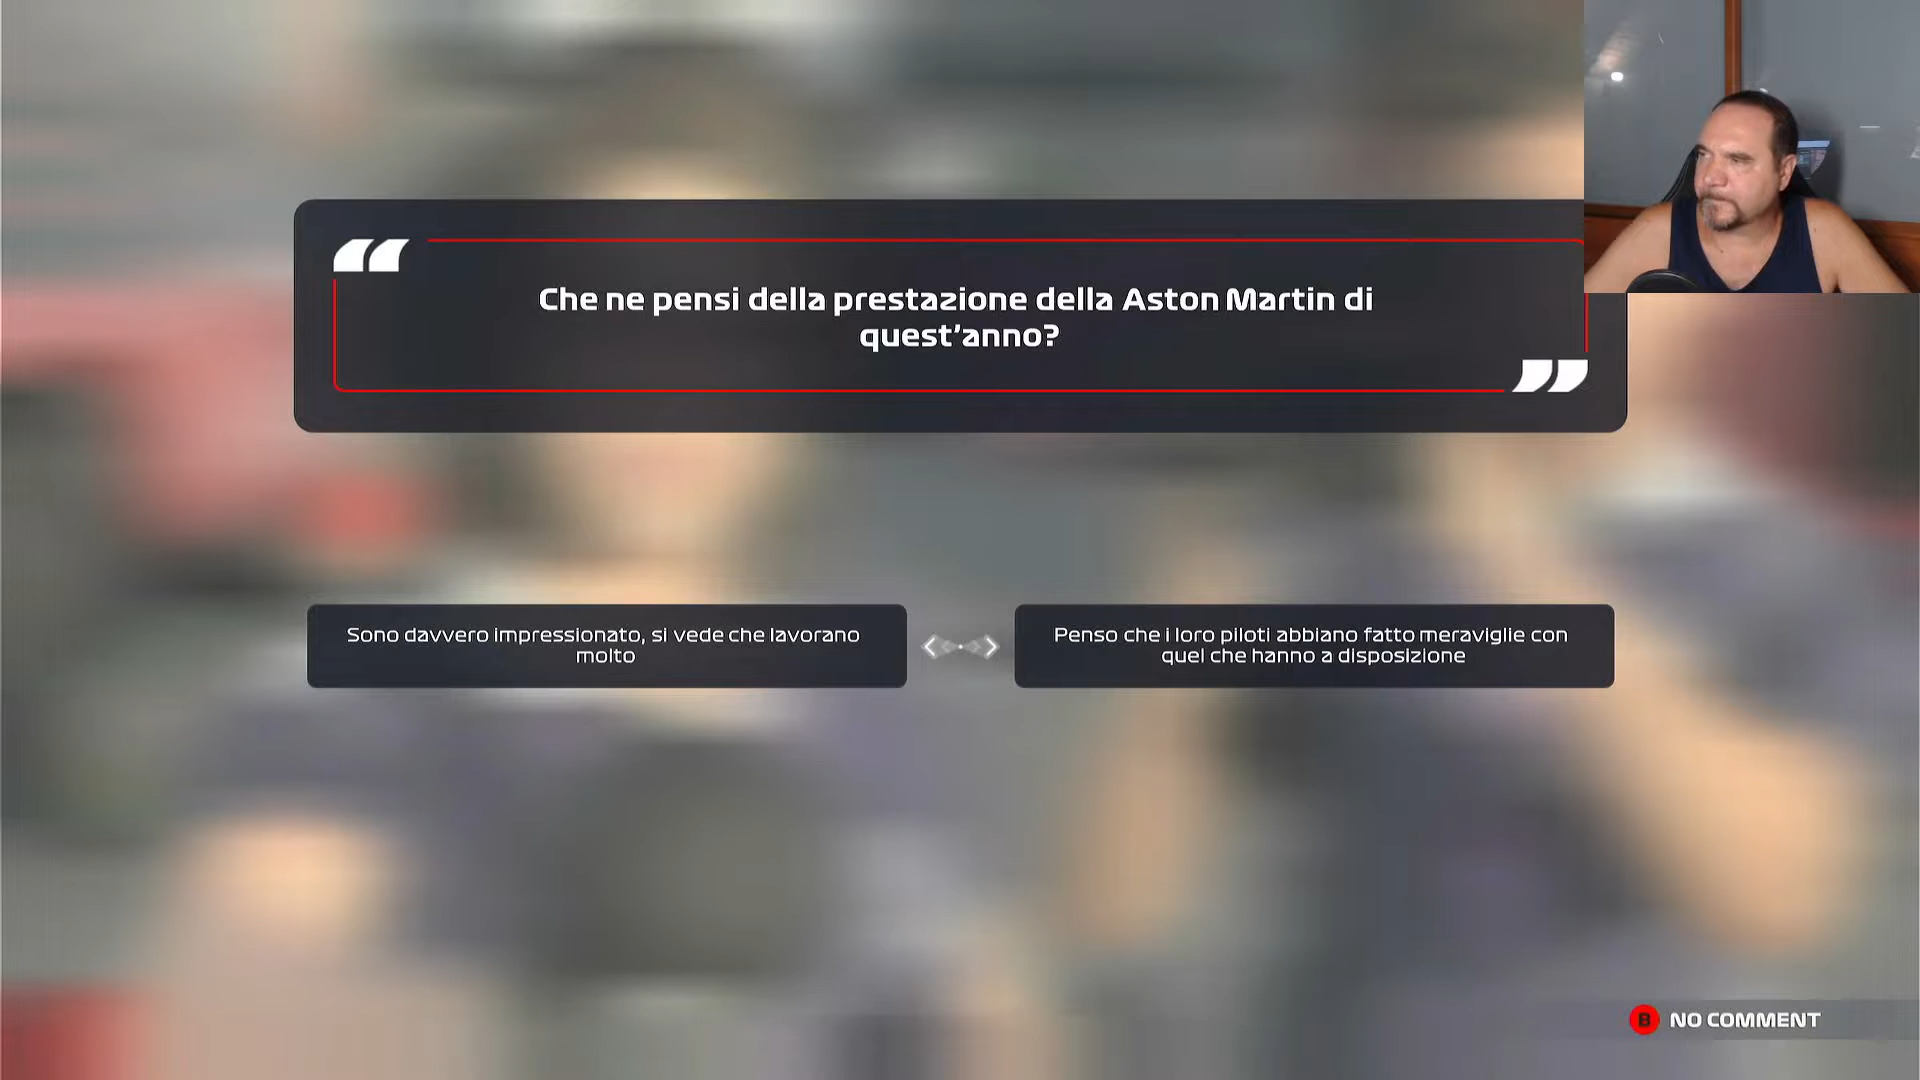 Che ne pensi della prestazione della Aston Martin di
quest'anno?
Sono davvero impressionato, si vede che lavorano
molto
Penso che i loro piloti abbiano fatto meraviglie con
quel che hanno a disposizione
B NO COMMENT